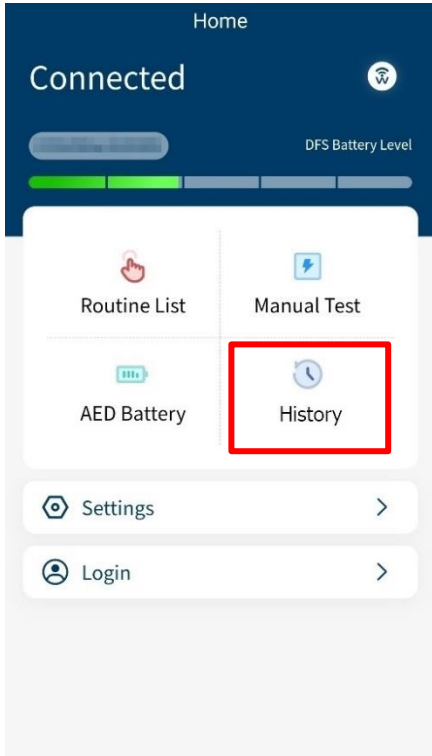 Home
Connected
DFS Battery Level
Routine List
Manual Test
AED Battery
History
Settings
Login